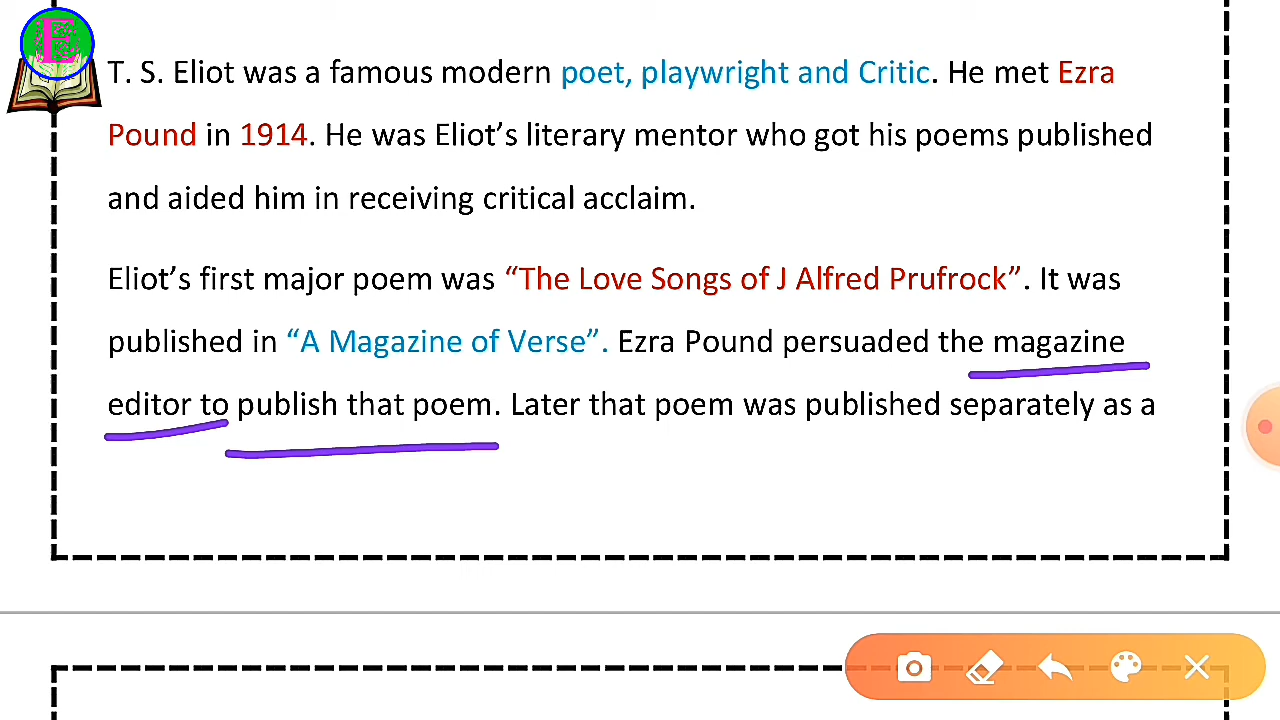 E
T. S. Eliot was a famous modern poet, playwright and Critic. He met Ezra
Pound in 1914. He was Eliot’s literary mentor who got his poems published
and aided him in receiving critical acclaim.
Eliot’s first major poem was “The Love Songs of J Alfred Prufrock”. It was
published in “A Magazine of Verse”. Ezra Pound persuaded the magazine
editor to publish that poem. Later that poem was published separately as a